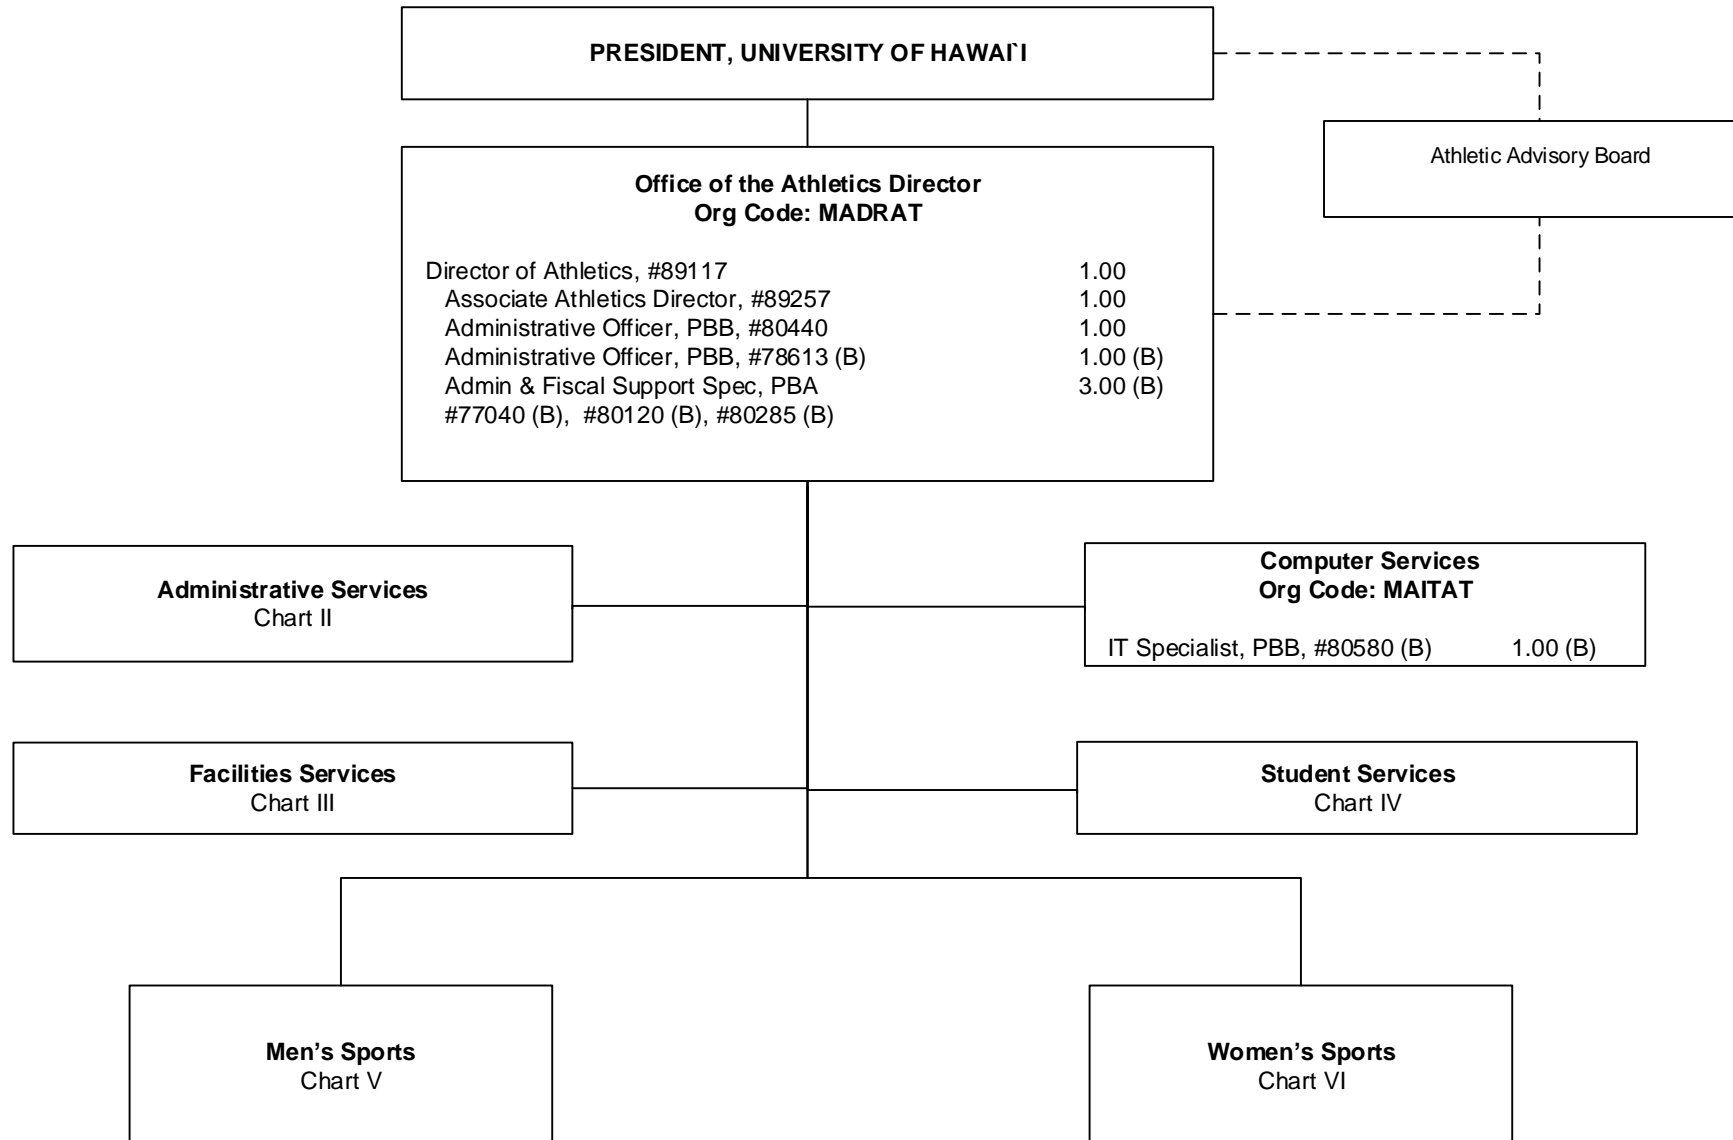 PRESIDENT, UNIVERSITY OF HAWAI`I
Athletic Advisory Board
Office of the Athletics Director
Org Code: MADRAT
Director of Athletics, #89117 1.00
Associate Athletics Director, #89257 1.00
Administrative Officer, PBB, #80440 1.00
Administrative Officer, PBB, #78613 (B) 1.00 (B)
Admin & Fiscal Support Spec, PBA 3.00 (B)
#77040 (B), #80120 (B), #80285 (B)
Administrative Services
Chart II
Computer Services
Org Code: MAITAT
IT Specialist, PBB, #80580 (B) 1.00 (B)
Facilities Services
Chart III
Student Services
Chart IV
Men’s Sports
Chart V
Women’s Sports
Chart VI